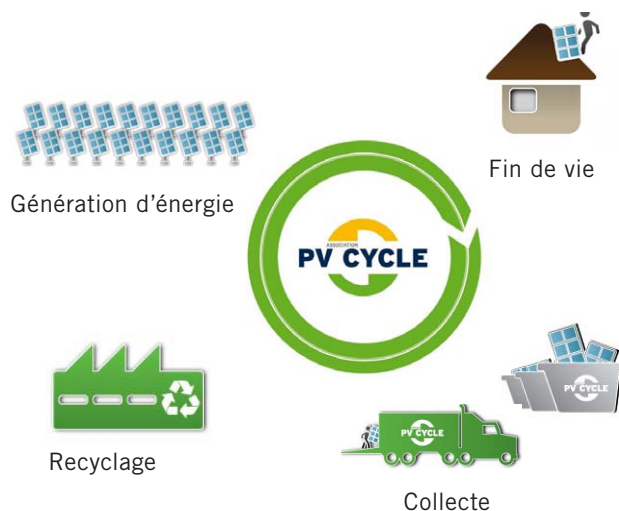 Fin de vie
Génération d'énergie
ASSOCIATION
PV CYCLE
PV CYCLE
PV CYCLE
Recyclage
Collecte